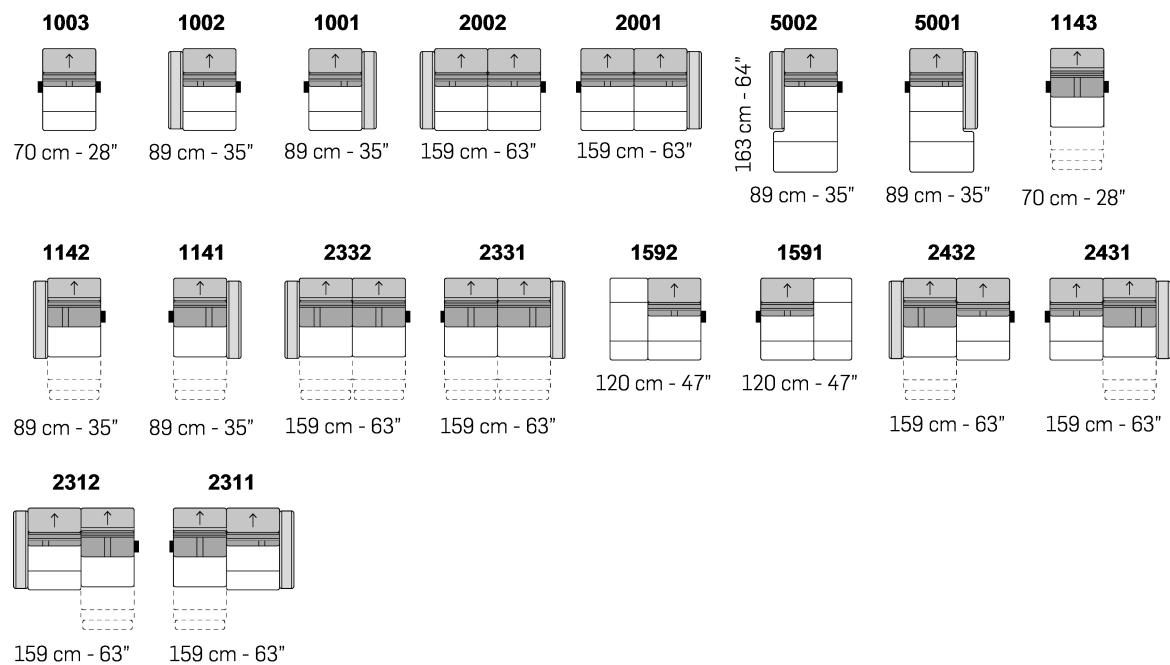 1003 1002 1001 2002 2001 5002 5001 1143
163 cm - 64”
70 cm - 28” 89 cm - 35” 89 cm - 35” 159 cm - 63” 159 cm - 63”
89 cm - 35” 89 cm - 35” 70 cm - 28”
1142 1141 2332 2331 1592 1591 2432 2431
120 cm - 47” 120 cm - 47”
89 cm - 35” 89 cm - 35” 159 cm - 63” 159 cm - 63” 159 cm - 63” 159 cm - 63”
2312 2311
159 cm - 63” 159 cm - 63”